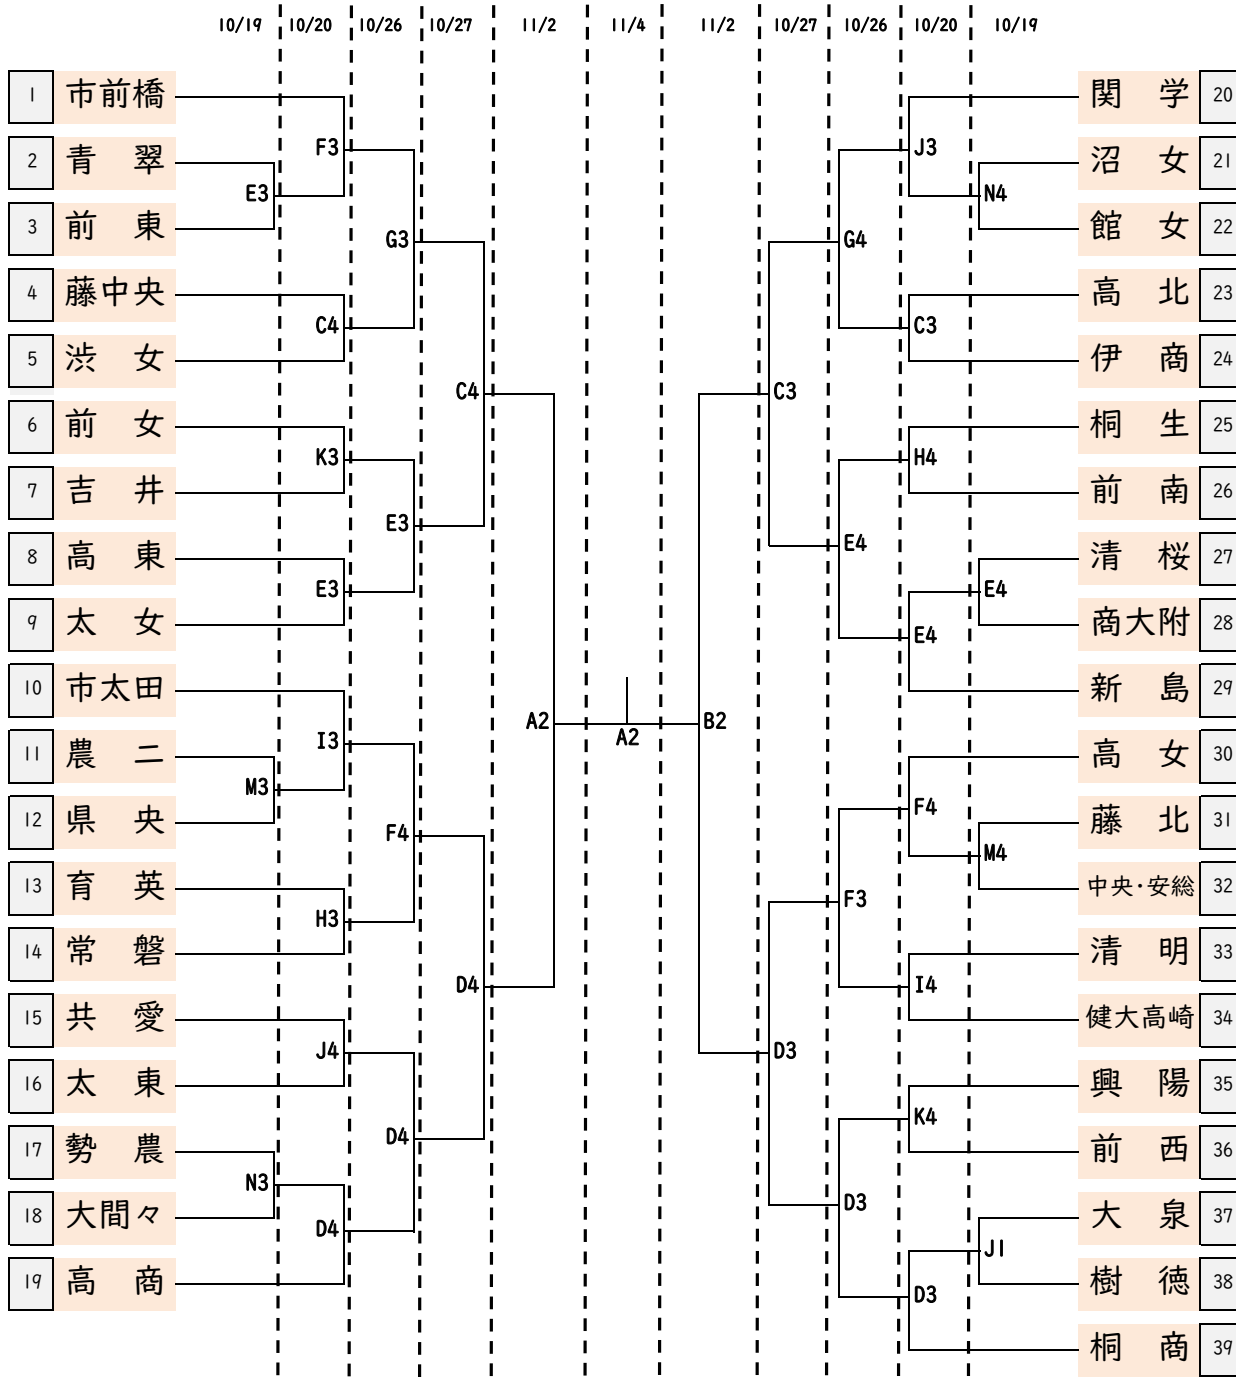 10/19 10/20 10/26 10/27 11/2 11/4 11/2 10/27 10/26 10/20 10/19
1 市前橋 関学 20
F3 J3
2 青翠 沼女 21
E3 N4
3 前東 館女 22
G3 G4
4 藤中央 高北 23
C4 C3
5 渋女 伊商 24
C4 C3
6 前女 桐生 25
K3 H4
7 吉井 前南 26
E3 E4
8 高東 清桜 27
E3 E4
9 太女 商大附 28
E4
10 市太田 新島 29
A2 B2
I3 A2
11 農二 高女 30
M3 F4
12 県央 藤北 31
F4 M4
13 育英 中央・安総 32
H3 F3
14 常磐 清明 33
D4 I4
15 共愛 健大高崎 34
J4 D3
16 太東 興陽 35
D4 K4
17 勢農 前西 36
N3 D3
18 大間々 大泉 37
D4 J1
19 高商 樹徳 38
D3
桐商 39